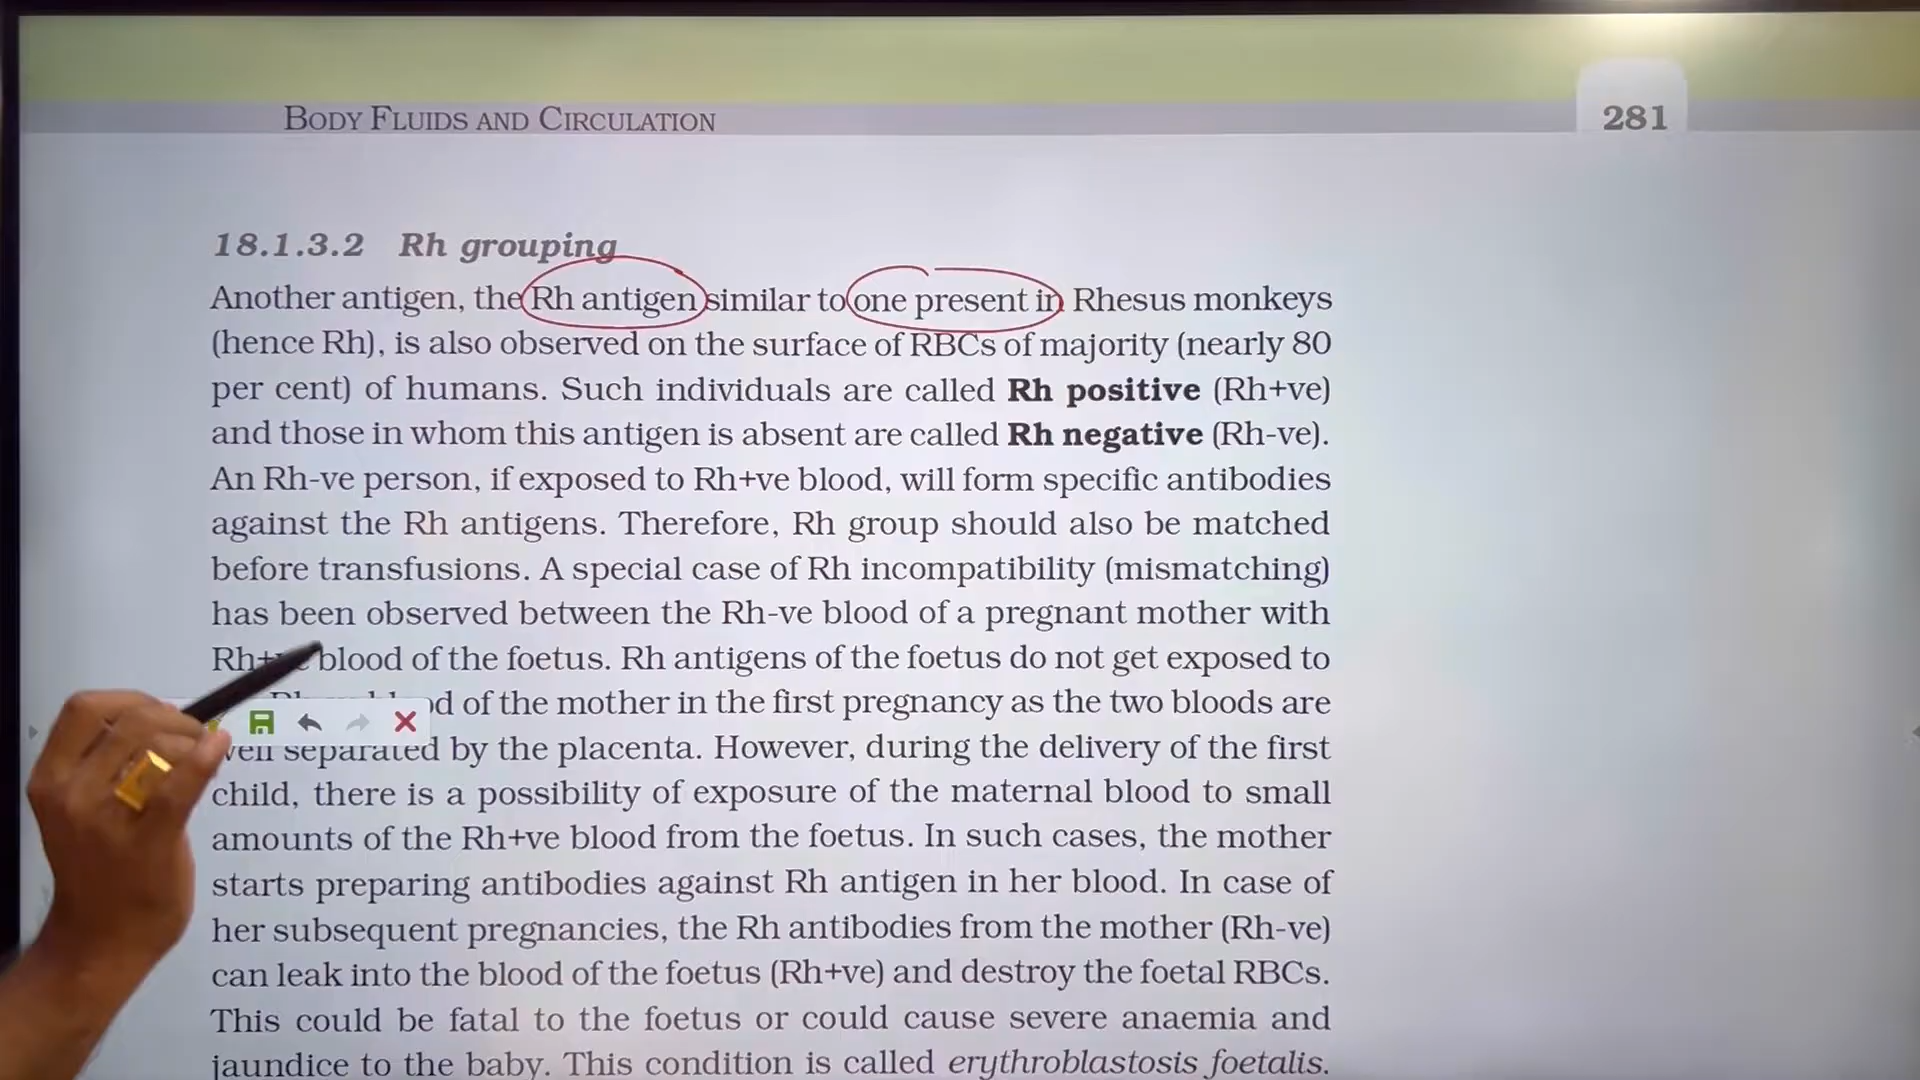 BODY FLUIDS AND CIRCULATION
281
18.1.3.2 Rh grouping
Another antigen, the Rh antigen similar to one present in Rhesus monkeys
(hence Rh), is also observed on the surface of RBCs of majority (nearly 80
per cent) of humans. Such individuals are called Rh positive (Rh+ve)
and those in whom this antigen is absent are called Rh negative (Rh-ve).
An Rh-ve person, if exposed to Rh+ve blood, will form specific antibodies
against the Rh antigens. Therefore, Rh group should also be matched
before transfusions. A special case of Rh incompatibility (mismatching)
has been observed between the Rh-ve blood of a pregnant mother with
blood of the foetus. Rh antigens of the foetus do not get exposed to
of the mother in the first pregnancy as the two bloods are
well separated by the placenta. However, during the delivery of the first
child, there is a possibility of exposure of the maternal blood to small
amounts of the Rh+ve blood from the foetus. In such cases, the mother
starts preparing antibodies against Rh antigen in her blood. In case of
her subsequent pregnancies, the Rh antibodies from the mother (Rh-ve)
can leak into the blood of the foetus (Rh+ve) and destroy the foetal RBCs.
This could be fatal to the foetus or could cause severe anaemia and
jaundice to the baby. This condition is called erythroblastosis foetalis.